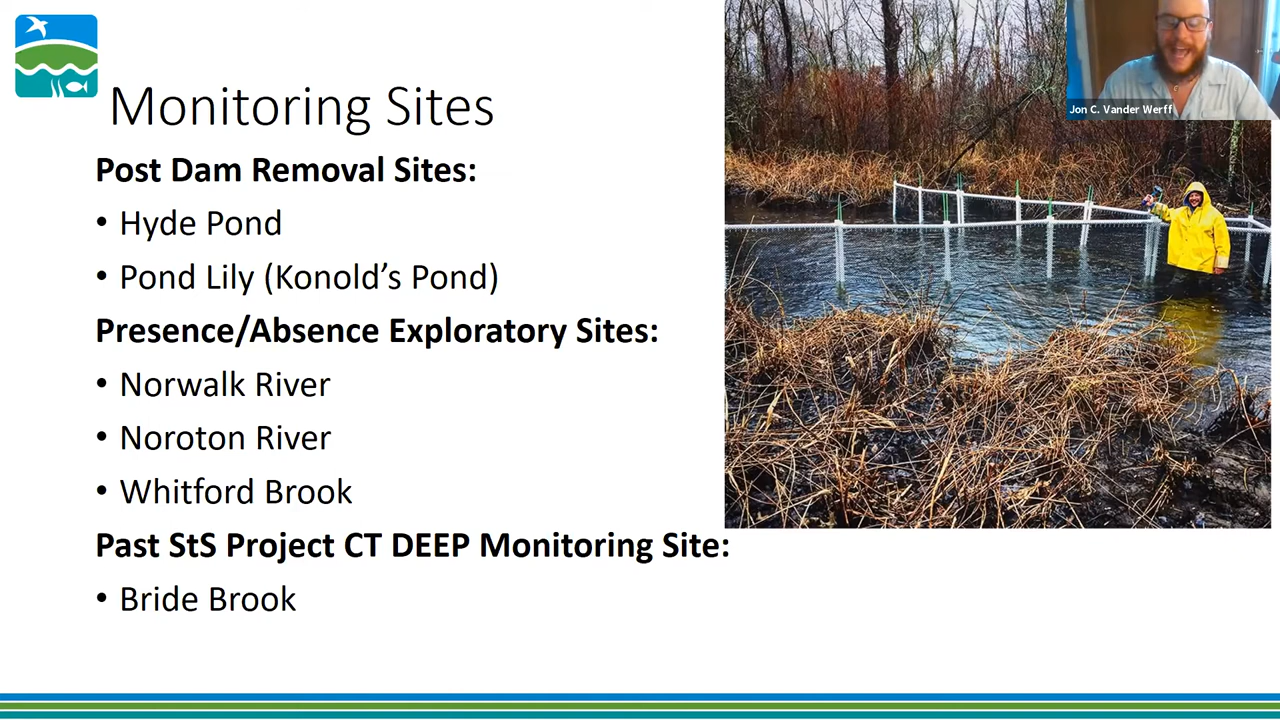 Monitoring Sites
Post Dam Removal Sites:
• Hyde Pond
• Pond Lily (Konold’s Pond)
Presence/Absence Exploratory Sites:
• Norwalk River
• Noroton River
• Whitford Brook
Past StS Project CT DEEP Monitoring Site:
• Bride Brook
Jon C. Vander Werff